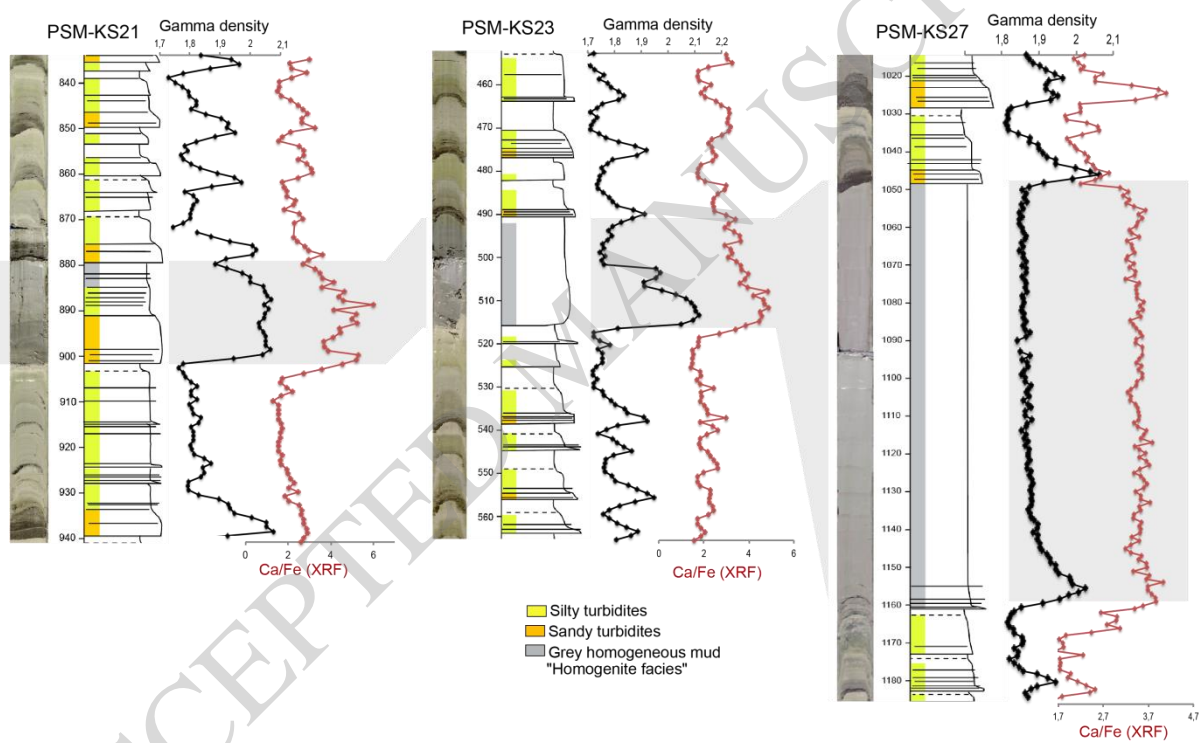 PSM-KS21
Gamma density
1,7 1,8 1,9 2 2,1
840
850
860
870
880
890
900
910
920
930
940
0 2 4 6
Ca/Fe (XRF)
PSM-KS23
Gamma density
1,7 1,8 1,9 2 2,1 2,2
460
470
480
490
500
510
520
530
540
550
560
0 2 4 6
Ca/Fe (XRF)
PSM-KS27
Gamma density
1,7 1,8 1,9 2 2,1
1020
1030
1040
1050
1060
1070
1080
1090
1100
1110
1120
1130
1140
1150
1160
1170
1180
1,7 2,7 3,7 4,7
Ca/Fe (XRF)
Silty turbidites
Sandy turbidites
Grey homogeneous mud
"Homogenite facies"
CCEPTED MANUSC